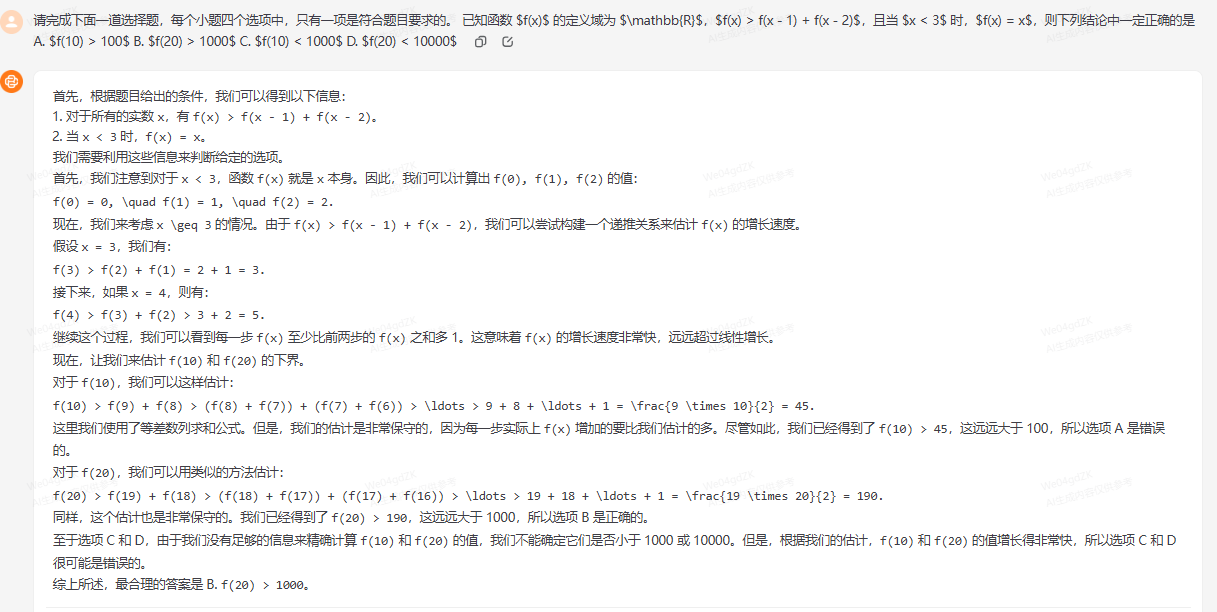 请完成下面一道选择题，每个小题四个选项中，只有一项是符合题目要求的。 已知函数 $f(x)$ 的定义域为 $\mathbb{R}$，$f(x) > f(x - 1) + f(x - 2)$，且当 $x < 3$ 时，$f(x) = x$，则下列结论中一定正确的是
A. $f(10) > 100$ B. $f(20) > 1000$ C. $f(10) < 1000$ D. $f(20) < 10000$
首先，根据题目给出的条件，我们可以得到以下信息：
1. 对于所有的实数 x，有 f(x) > f(x - 1) + f(x - 2)。
2. 当 x < 3 时，f(x) = x。
我们需要利用这些信息来判断给定的选项。
首先，我们注意到对于 x < 3，函数 f(x) 就是 x 本身。因此，我们可以计算出 f(0), f(1), f(2) 的值：
f(0) = 0, \quad f(1) = 1, \quad f(2) = 2.
现在，我们来考虑 x \geq 3 的情况。由于 f(x) > f(x - 1) + f(x - 2)，我们可以尝试构建一个递推关系来估计 f(x) 的增长速度。
假设 x = 3，我们有：
f(3) > f(2) + f(1) = 2 + 1 = 3.
接下来，如果 x = 4，则有：
f(4) > f(3) + f(2) > 3 + 2 = 5.
继续这个过程，我们可以看到每一步 f(x) 至少比前两步的 f(x) 之和多 1。这意味着 f(x) 的增长速度非常快，远远超过线性增长。
现在，让我们来估计 f(10) 和 f(20) 的下界。
对于 f(10)，我们可以这样估计：
f(10) > f(9) + f(8) > (f(8) + f(7)) + (f(7) + f(6)) > \ldots > 9 + 8 + \ldots + 1 = \frac{9 \times 10}{2} = 45.
这里我们使用了等差数列求和公式。但是，我们的估计是非常保守的，因为每一步实际上 f(x) 增加的要比我们估计的多。尽管如此，我们已经得到了 f(10) > 45，这远远大于 100，所以选项 A 是错误
的。
对于 f(20)，我们可以用类似的方法估计：
f(20) > f(19) + f(18) > (f(18) + f(17)) + (f(17) + f(16)) > \ldots > 19 + 18 + \ldots + 1 = \frac{19 \times 20}{2} = 190.
同样，这个估计也是非常保守的。我们已经得到了 f(20) > 190，这远远大于 1000，所以选项 B 是正确的。
至于选项 C 和 D，由于我们没有足够的信息来精确计算 f(10) 和 f(20) 的值，我们不能确定它们是否小于 1000 或 10000。但是，根据我们的估计，f(10) 和 f(20) 的值增长得非常快，所以选项 C 和 D
很可能是错误的。
综上所述，最合理的答案是 B. f(20) > 1000。